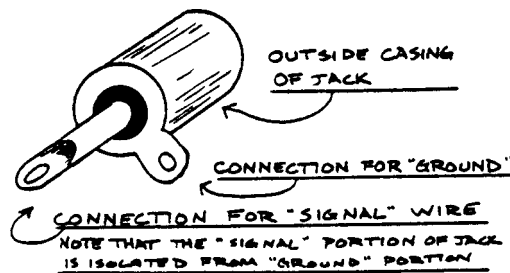 OUTSIDE CASING
OF JACK
CONNECTION FOR "GROUND"
CONNECTION FOR "SIGNAL" WIRE
NOTE THAT THE "SIGNAL" PORTION OF JACK
IS ISOLATED FROM "GROUND" PORTION